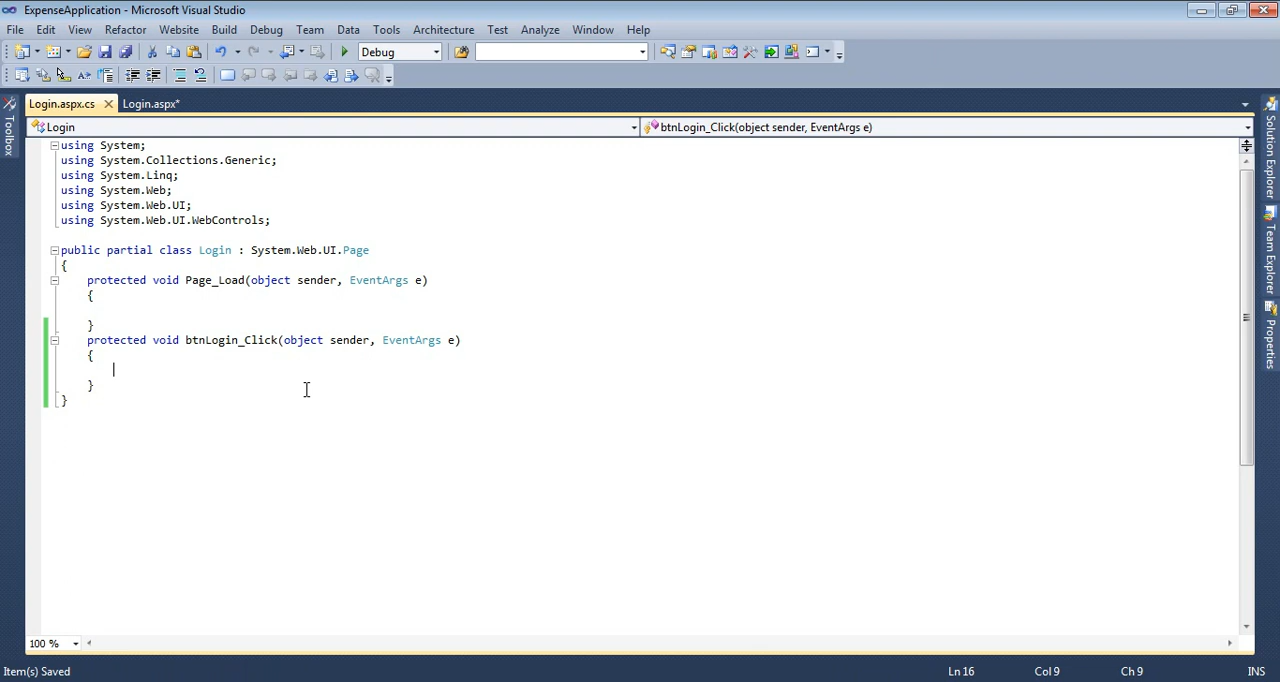 ExpenseApplication - Microsoft Visual Studio
File Edit View Refactor Website Build Debug Team Data Tools Architecture Test Analyze Window Help
Debug
Login.aspx.cs Login.aspx*
Login btnLogin_Click(object sender, EventArgs e)
using System;
using System.Collections.Generic;
using System.Linq;
using System.Web;
using System.Web.UI;
using System.Web.UI.WebControls;
public partial class Login : System.Web.UI.Page
{
protected void Page_Load(object sender, EventArgs e)
{
}
protected void btnLogin_Click(object sender, EventArgs e)
{
}
}
100 %
Item(s) Saved Ln 16 Col 9 Ch 9 INS
Toolbox
Solution Explorer
Team Explorer
Properties